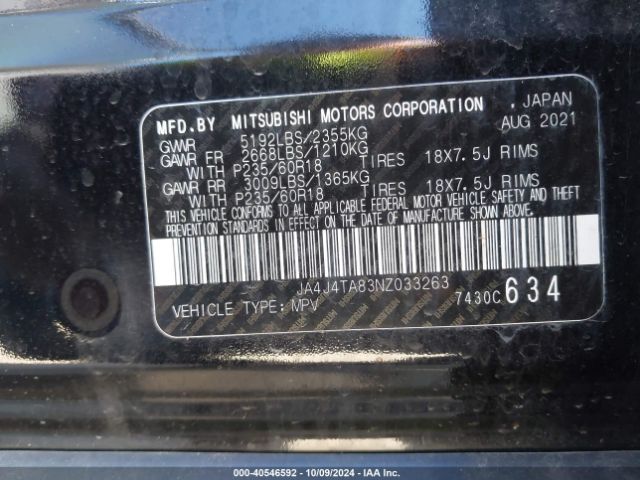 MFD.BY MITSUBISHI MOTORS CORPORATION , JAPAN
GVWR 5192LBS/2355KG AUG 2021
GAWR FR 2668LBS/1210KG
WITH P235/60R18 TIRES 18X7.5J RIMS
GAWR RR 3009LBS/1365KG
WITH P235/60R18 TIRES 18X7.5J RIMS
THIS VEHICLE CONFORMS TO ALL APPLICABLE FEDERAL MOTOR VEHICLE SAFETY AND THEFT
PREVENTION STANDARDS IN EFFECT ON THE DATE OF MANUFACTURE SHOWN ABOVE.
JA4J4TA83NZ033263
VEHICLE TYPE: MPV 7430C 634
000-40546592 - 10/09/2024 - IAA Inc.